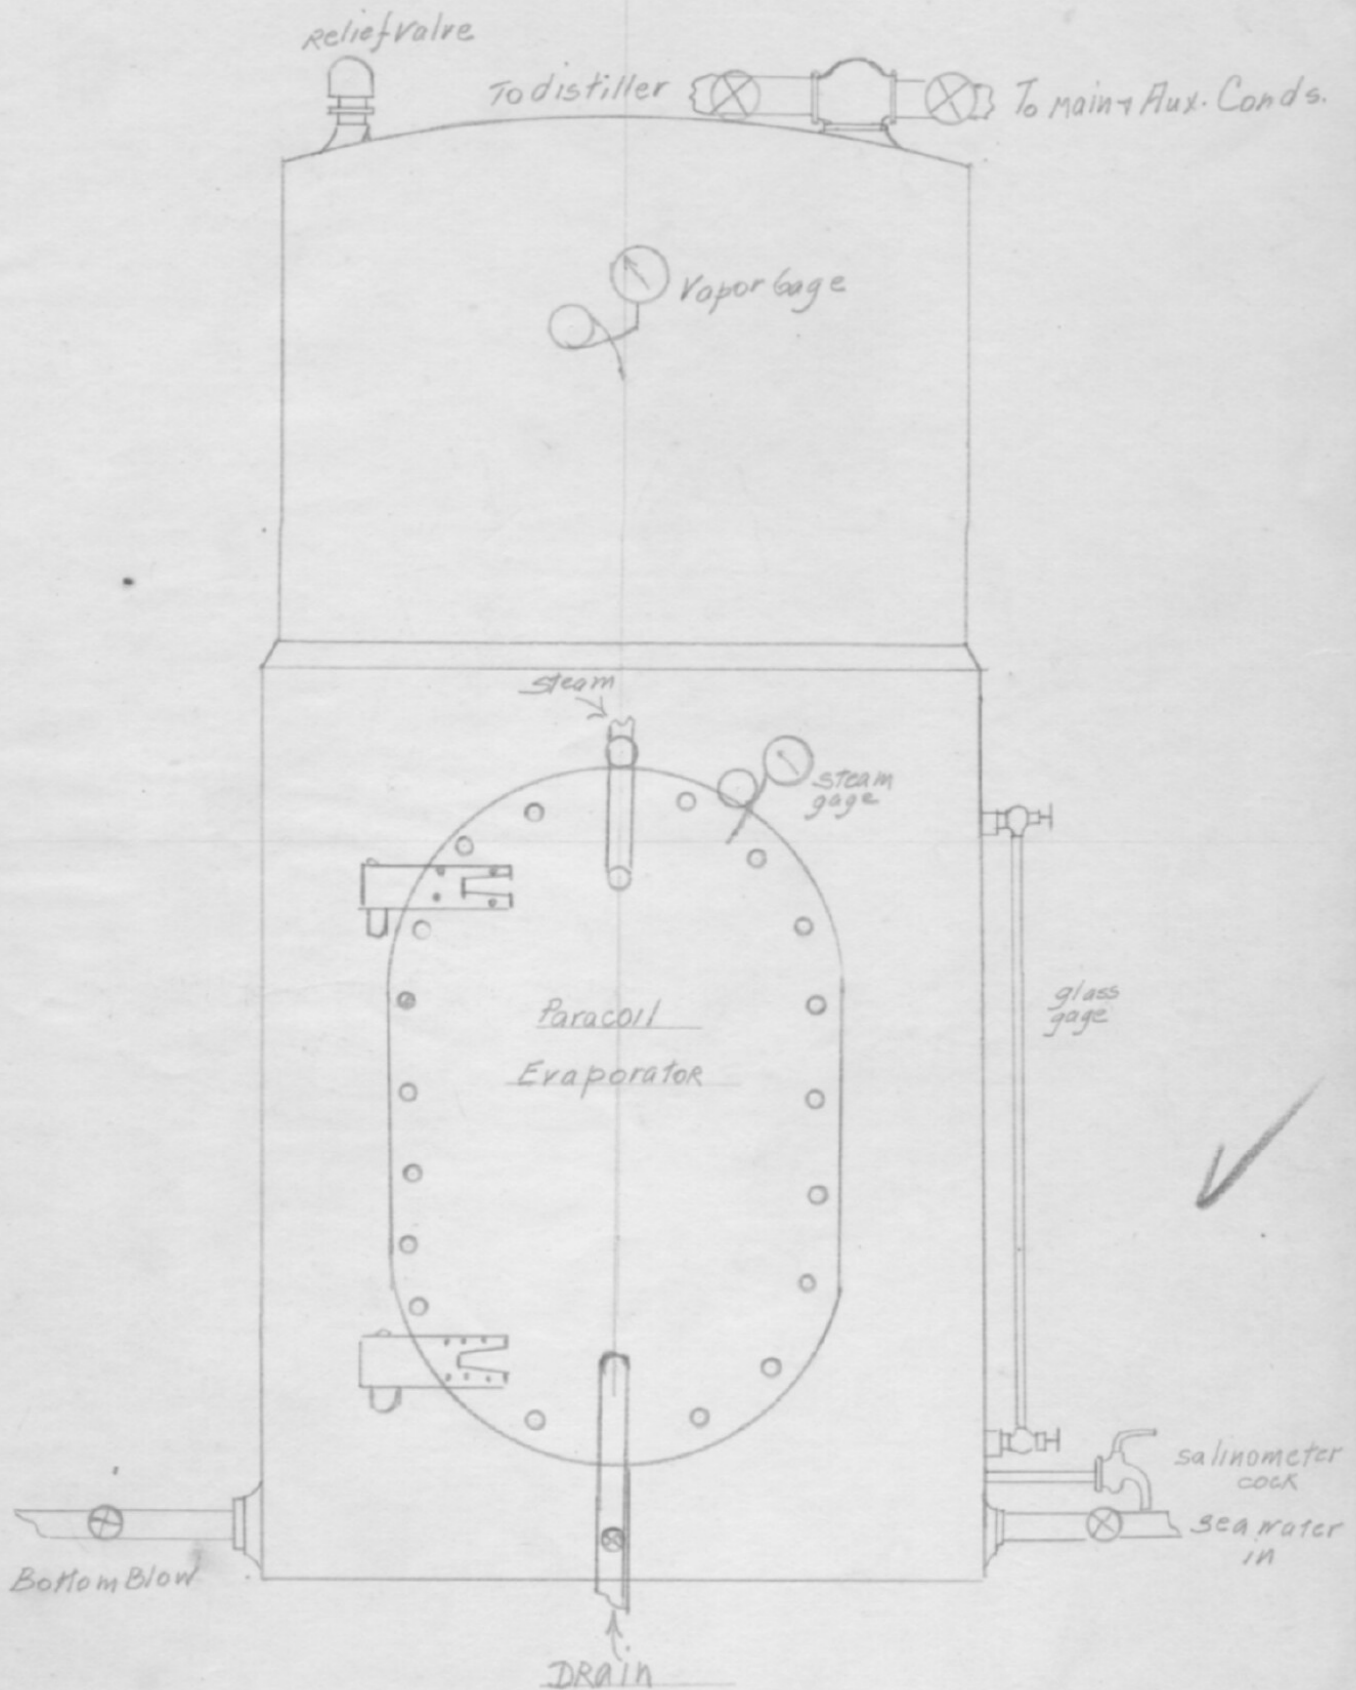 Relief Valve
To distiller
To main & Aux. Conds.
Vapor Gage
Steam
steam
gage
Paracoil
Evaporator
glass
gage
salinometer
cock
sea water
in
Bottom Blow
DRain